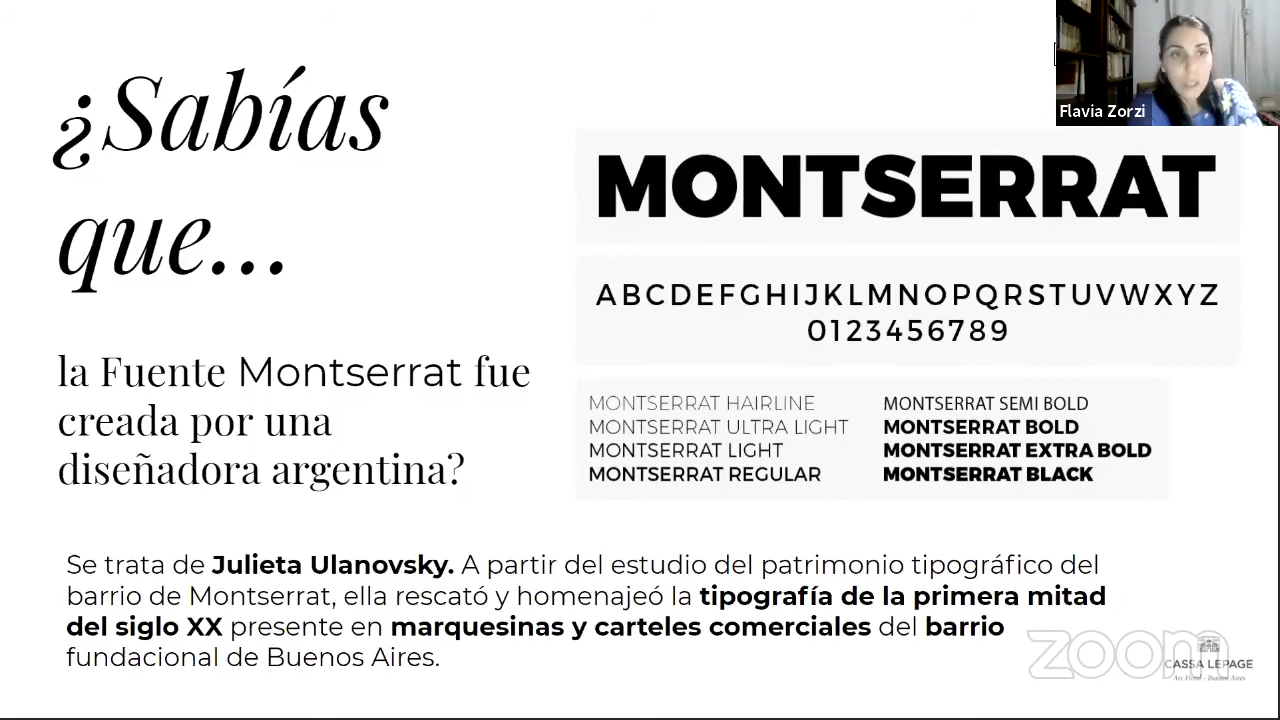 ¿Sabías
que...
la Fuente Montserrat fue
creada por una
diseñadora argentina?
Flavia Zorzi
MONTSERRAT
ABCDEFGHIJKLMNOPQRSTUVWXYZ
0123456789
MONTSERRAT HAIRLINE
MONTSERRAT ULTRA LIGHT
MONTSERRAT LIGHT
MONTSERRAT REGULAR
MONTSERRAT SEMI BOLD
MONTSERRAT BOLD
MONTSERRAT EXTRA BOLD
MONTSERRAT BLACK
Se trata de Julieta Ulanovsky. A partir del estudio del patrimonio tipográfico del
barrio de Montserrat, ella rescató y homenajeó la tipografía de la primera mitad
del siglo XX presente en marquesinas y carteles comerciales del barrio
fundacional de Buenos Aires.
zoom
CASSA LEPAGE
Art Hotel - Buenos Aires